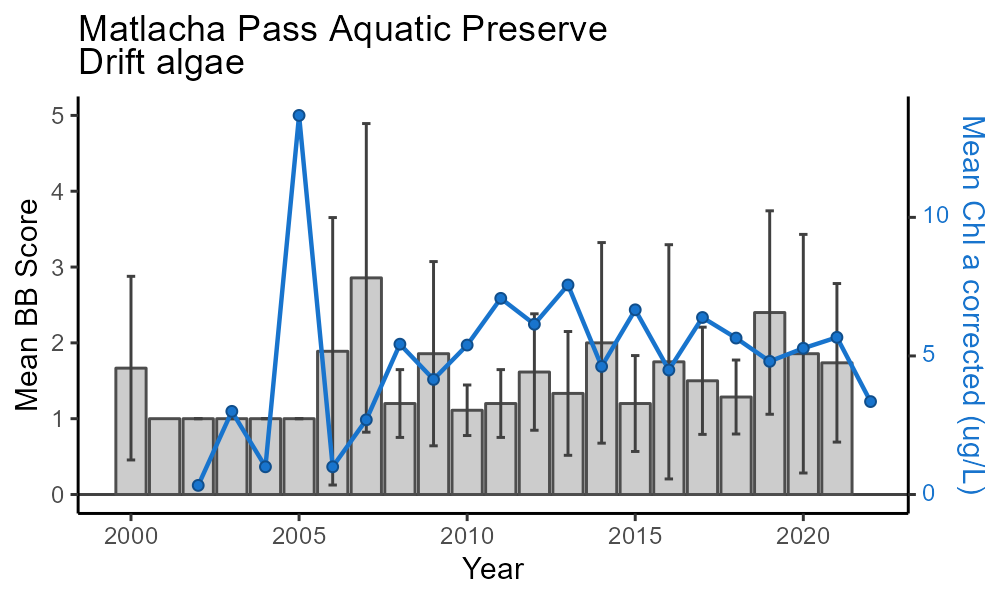 Matlacha Pass Aquatic Preserve
Drift algae
Mean BB Score
5
4
3
2
1
0
10
5
0
Mean Chl a corrected (ug/L)
2000
2005
2010
2015
2020
Year